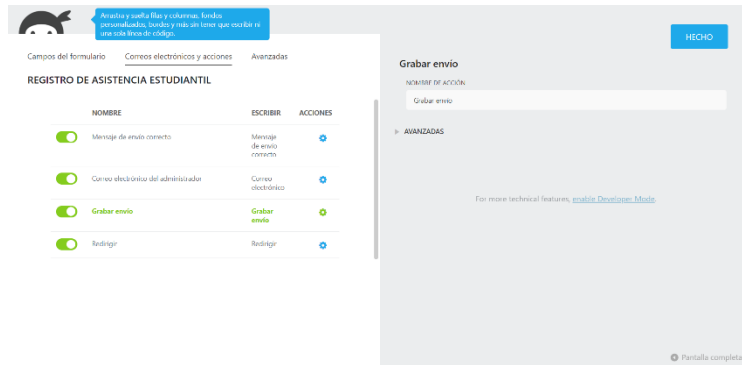 Arrastra y suelta filas y columnas, fondos
personalizados, bordes y más sin tener que escribir ni
una sola línea de código.
HECHO
Campos del formulario Correos electrónicos y acciones Avanzadas
REGISTRO DE ASISTENCIA ESTUDIANTIL
NOMBRE ESCRIBIR ACCIONES
Mensaje de envío correcto Mensaje
de envío
correcto
Correo electrónico del administrador Correo
electrónico
Grabar envío Grabar
envío
Redirigir Redirigir
Grabar envío
NOMBRE DE ACCIÓN
Grabar envío
AVANZADAS
For more technical features, enable Developer Mode.
Pantalla completa